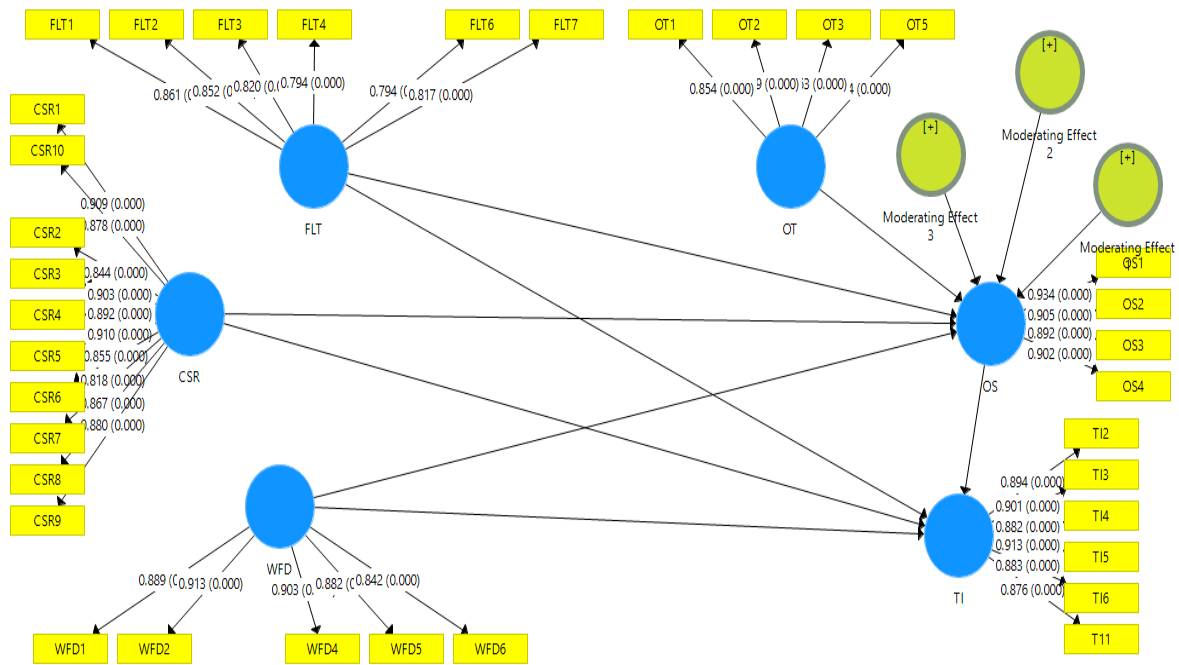 FLT1
FLT2
FLT3
FLT4
FLT6
FLT7
OT1
OT2
OT3
OT5
0.861
0.852
0.820
0.794 (0.000)
0.794
0.817 (0.000)
0.854 (0.000)
(0.000)
(0.000)
(0.000)
[+]
Moderating Effect
2
[+]
Moderating Effect
3
[+]
Moderating Effect
FLT
OT
CSR1
CSR10
CSR2
CSR3
CSR4
CSR5
CSR6
CSR7
CSR8
CSR9
0.909 (0.000)
0.878 (0.000)
0.844 (0.000)
0.903 (0.000)
0.892 (0.000)
0.910 (0.000)
0.855 (0.000)
0.818 (0.000)
0.867 (0.000)
0.880 (0.000)
CSR
OS1
OS2
OS3
OS4
0.934 (0.000)
0.905 (0.000)
0.892 (0.000)
0.902 (0.000)
OS
TI2
TI3
TI4
TI5
TI6
T11
0.894 (0.000)
0.901 (0.000)
0.882 (0.000)
0.913 (0.000)
0.883 (0.000)
0.876 (0.000)
TI
WFD
0.889
0.913 (0.000)
0.903
0.882
0.842 (0.000)
WFD1
WFD2
WFD4
WFD5
WFD6